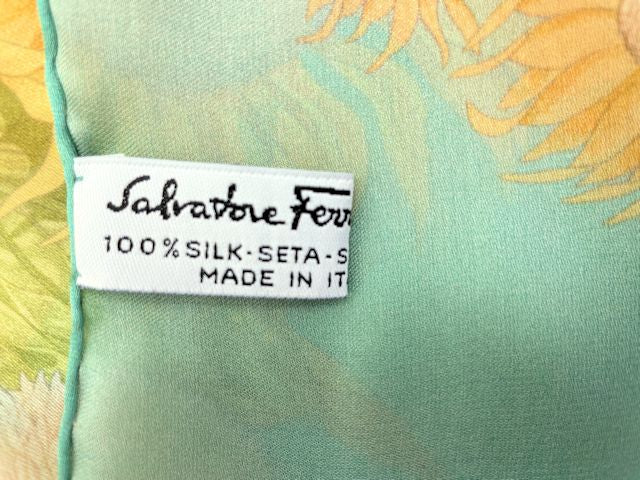 Salvatore Ferr
100% SILK-SETA-S
MADE IN IT